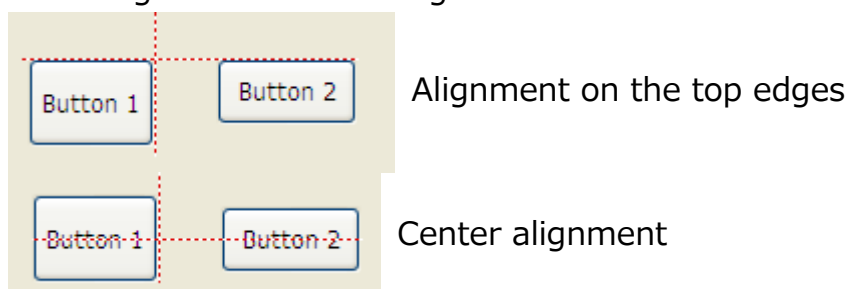 Button 1
Button 2
Alignment on the top edges
Button 1
Button 2
Center alignment